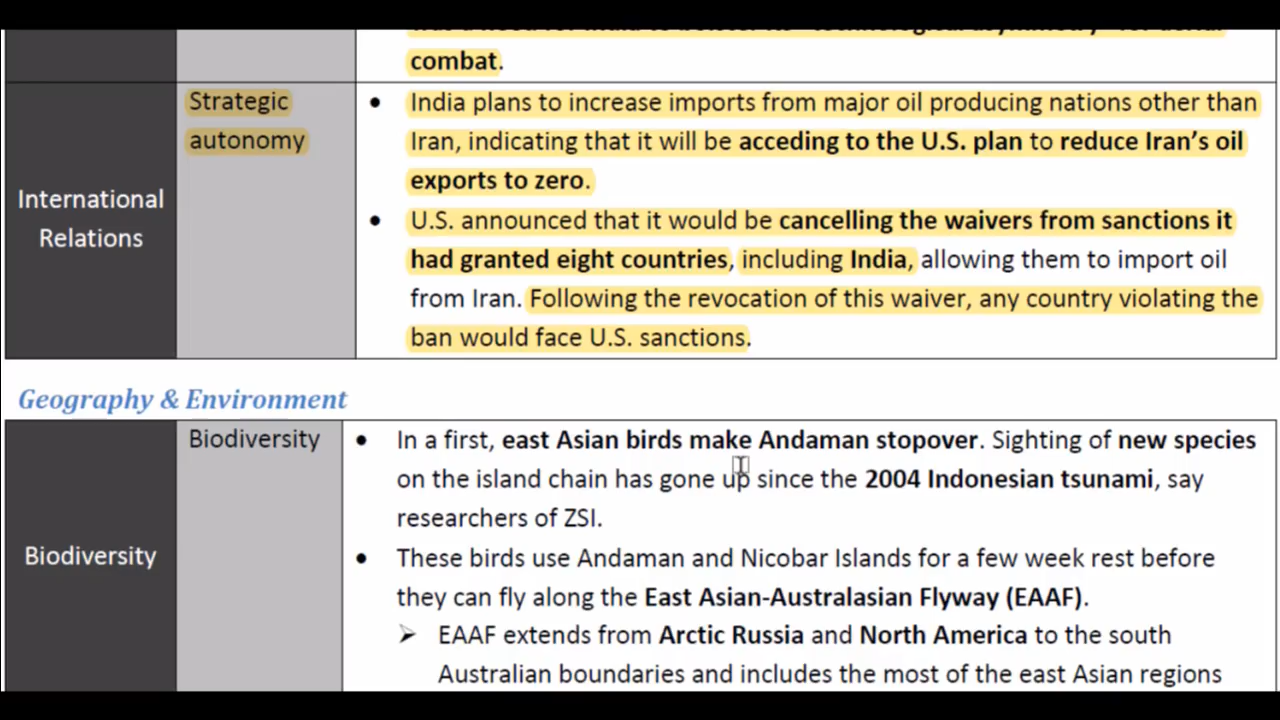 combat.
International
Relations
Strategic
autonomy
• India plans to increase imports from major oil producing nations other than
Iran, indicating that it will be acceding to the U.S. plan to reduce Iran’s oil
exports to zero.
• U.S. announced that it would be cancelling the waivers from sanctions it
had granted eight countries, including India, allowing them to import oil
from Iran. Following the revocation of this waiver, any country violating the
ban would face U.S. sanctions.
Geography & Environment
Biodiversity
Biodiversity
• In a first, east Asian birds make Andaman stopover. Sighting of new species
on the island chain has gone up since the 2004 Indonesian tsunami, say
researchers of ZSI.
• These birds use Andaman and Nicobar Islands for a few week rest before
they can fly along the East Asian-Australasian Flyway (EAAF).
➢ EAAF extends from Arctic Russia and North America to the south
Australian boundaries and includes the most of the east Asian regions